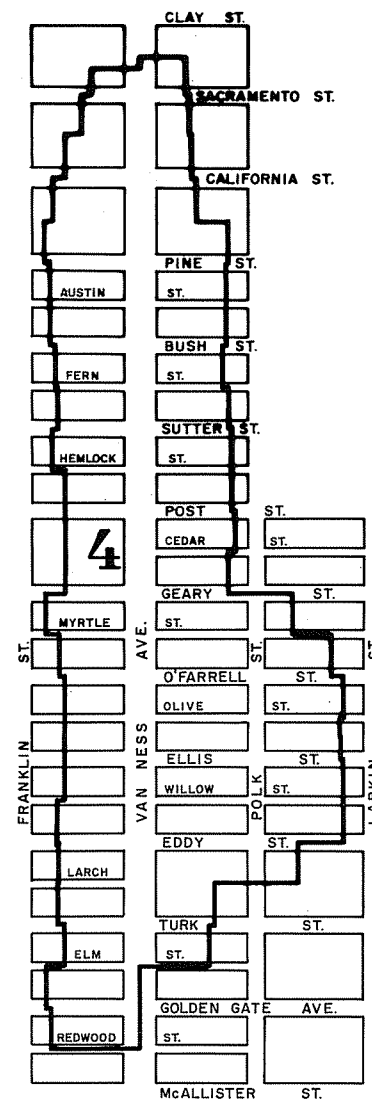 CLAY ST.
SACRAMENTO ST.
CALIFORNIA ST.
PINE ST.
AUSTIN ST.
BUSH ST.
FERN ST.
SUTTER ST.
HEMLOCK ST.
POST ST.
CEDAR ST.
4
GEARY ST.
MYRTLE ST.
FRANKLIN ST.
VAN NESS AVE.
POLK ST.
LARKIN ST.
O'FARRELL ST.
OLIVE ST.
ELLIS ST.
WILLOW ST.
EDDY ST.
LARCH
TURK ST.
ELM ST.
GOLDEN GATE AVE.
REDWOOD ST.
McALLISTER ST.